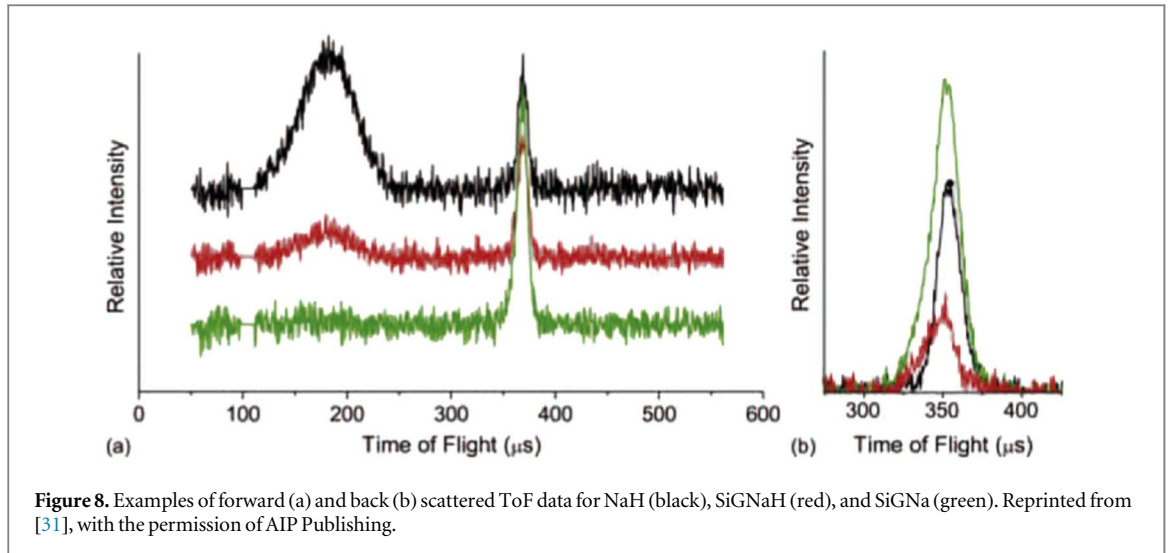 Relative Intensity
0 100 200 300 400 500 600
(a) Time of Flight (μs)
Relative Intensity
300 350 400
(b) Time of Flight (μs)
Figure 8. Examples of forward (a) and back (b) scattered ToF data for NaH (black), SiGNaH (red), and SiGNa (green). Reprinted from
[31], with the permission of AIP Publishing.